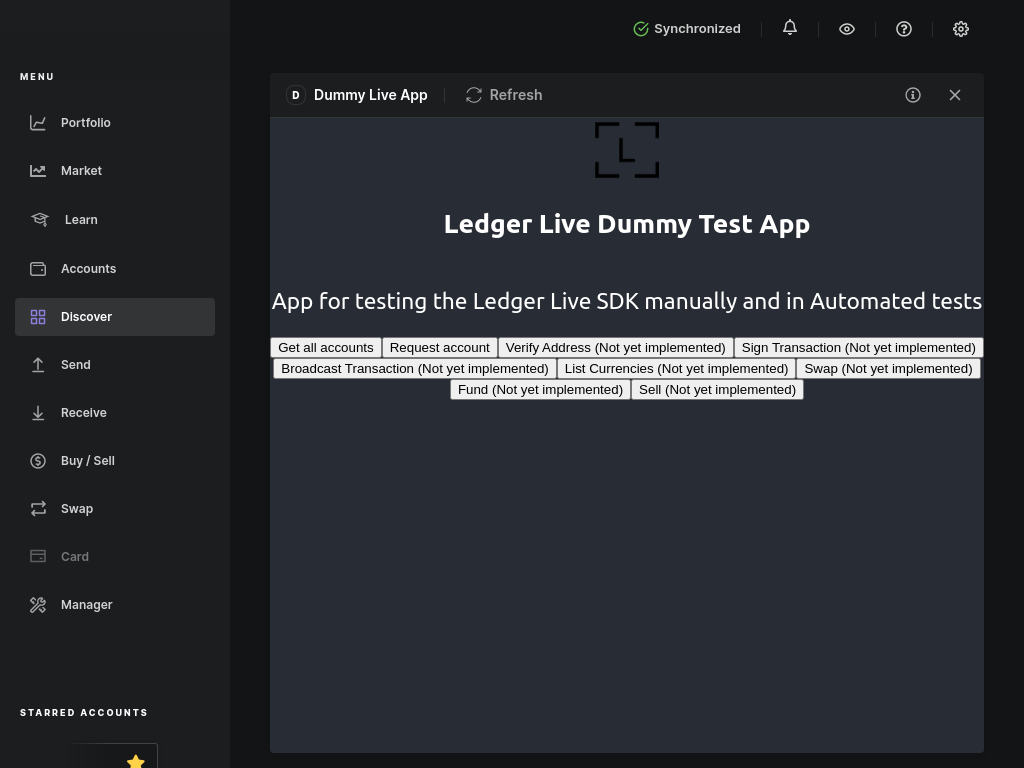 Synchronized
MENU
Portfolio
Market
Learn
Accounts
Discover
Send
Receive
Buy / Sell
Swap
Card
Manager
STARRED ACCOUNTS
D Dummy Live App Refresh
L
Ledger Live Dummy Test App
App for testing the Ledger Live SDK manually and in Automated tests
Get all accounts Request account Verify Address (Not yet implemented) Sign Transaction (Not yet implemented)
Broadcast Transaction (Not yet implemented) List Currencies (Not yet implemented) Swap (Not yet implemented)
Fund (Not yet implemented) Sell (Not yet implemented)